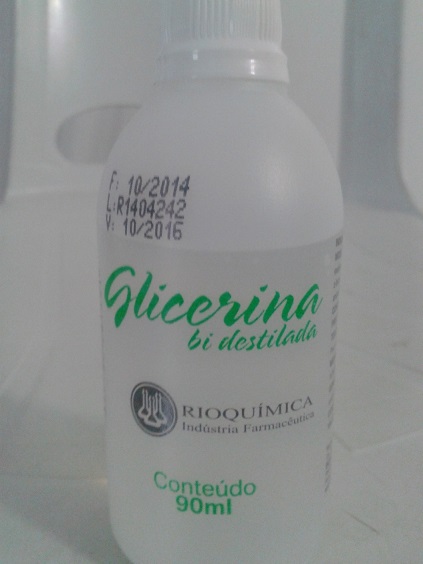 F: 10/2014
L:R1404242
V: 10/2016
Glicerina
bi destilada
RIOQUÍMICA
Indústria Farmacêutica
Conteúdo
90ml